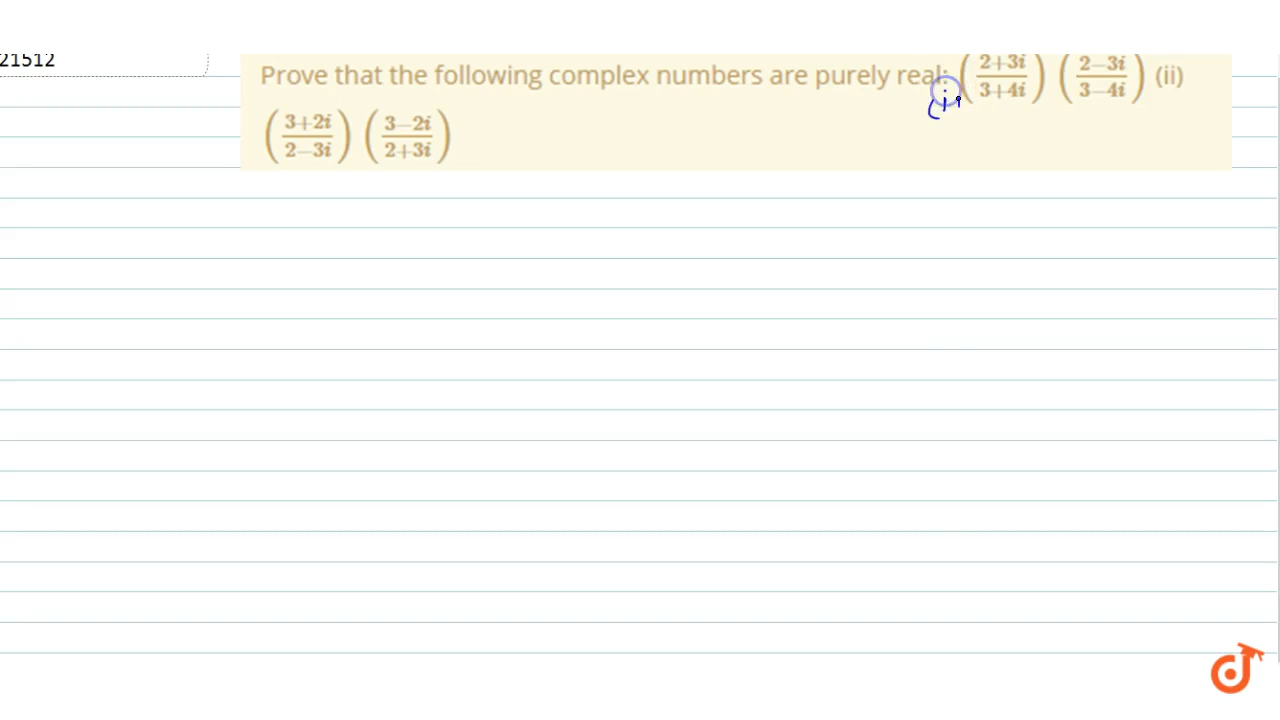 21512
Prove that the following complex numbers are purely real: (2+3i/3+4i) (2−3i/3−4i) (ii)
(i)
(3+2i/2−3i) (3−2i/2+3i)